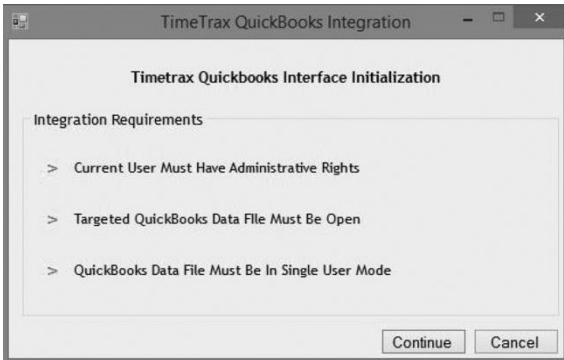 TimeTrax QuickBooks Integration
Timetrax Quickbooks Interface Initialization
Integration Requirements
> Current User Must Have Administrative Rights
> Targeted QuickBooks Data FIle Must Be Open
> QuickBooks Data File Must Be In Single User Mode
Continue Cancel